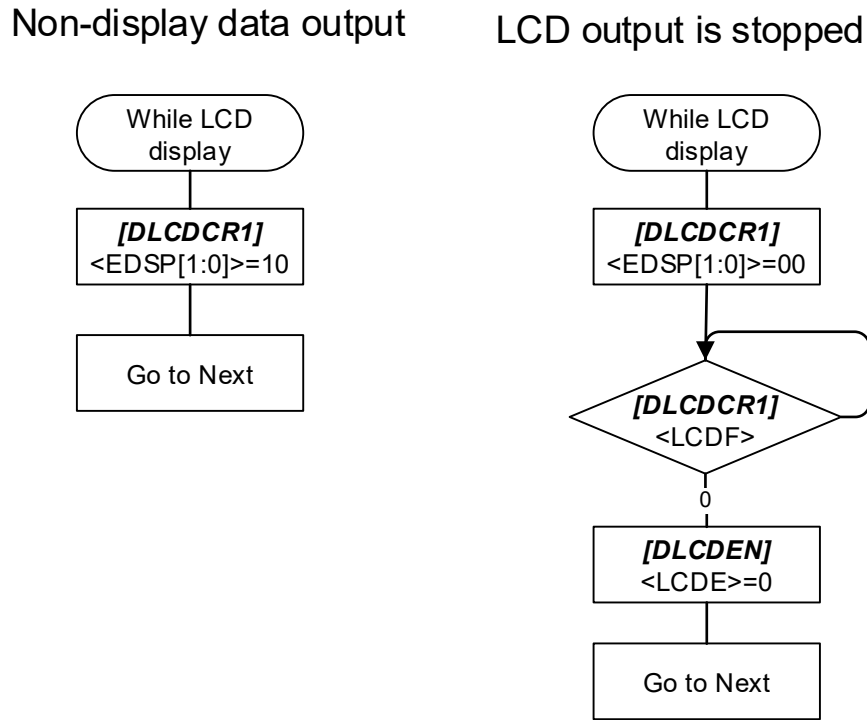 Non-display data output
While LCD
display
[DLCDCR1]
<EDSP[1:0]>=10
Go to Next
LCD output is stopped
While LCD
display
[DLCDCR1]
<EDSP[1:0]>=00
[DLCDCR1]
<LCDF>
0
[DLCDEN]
<LCDE>=0
Go to Next